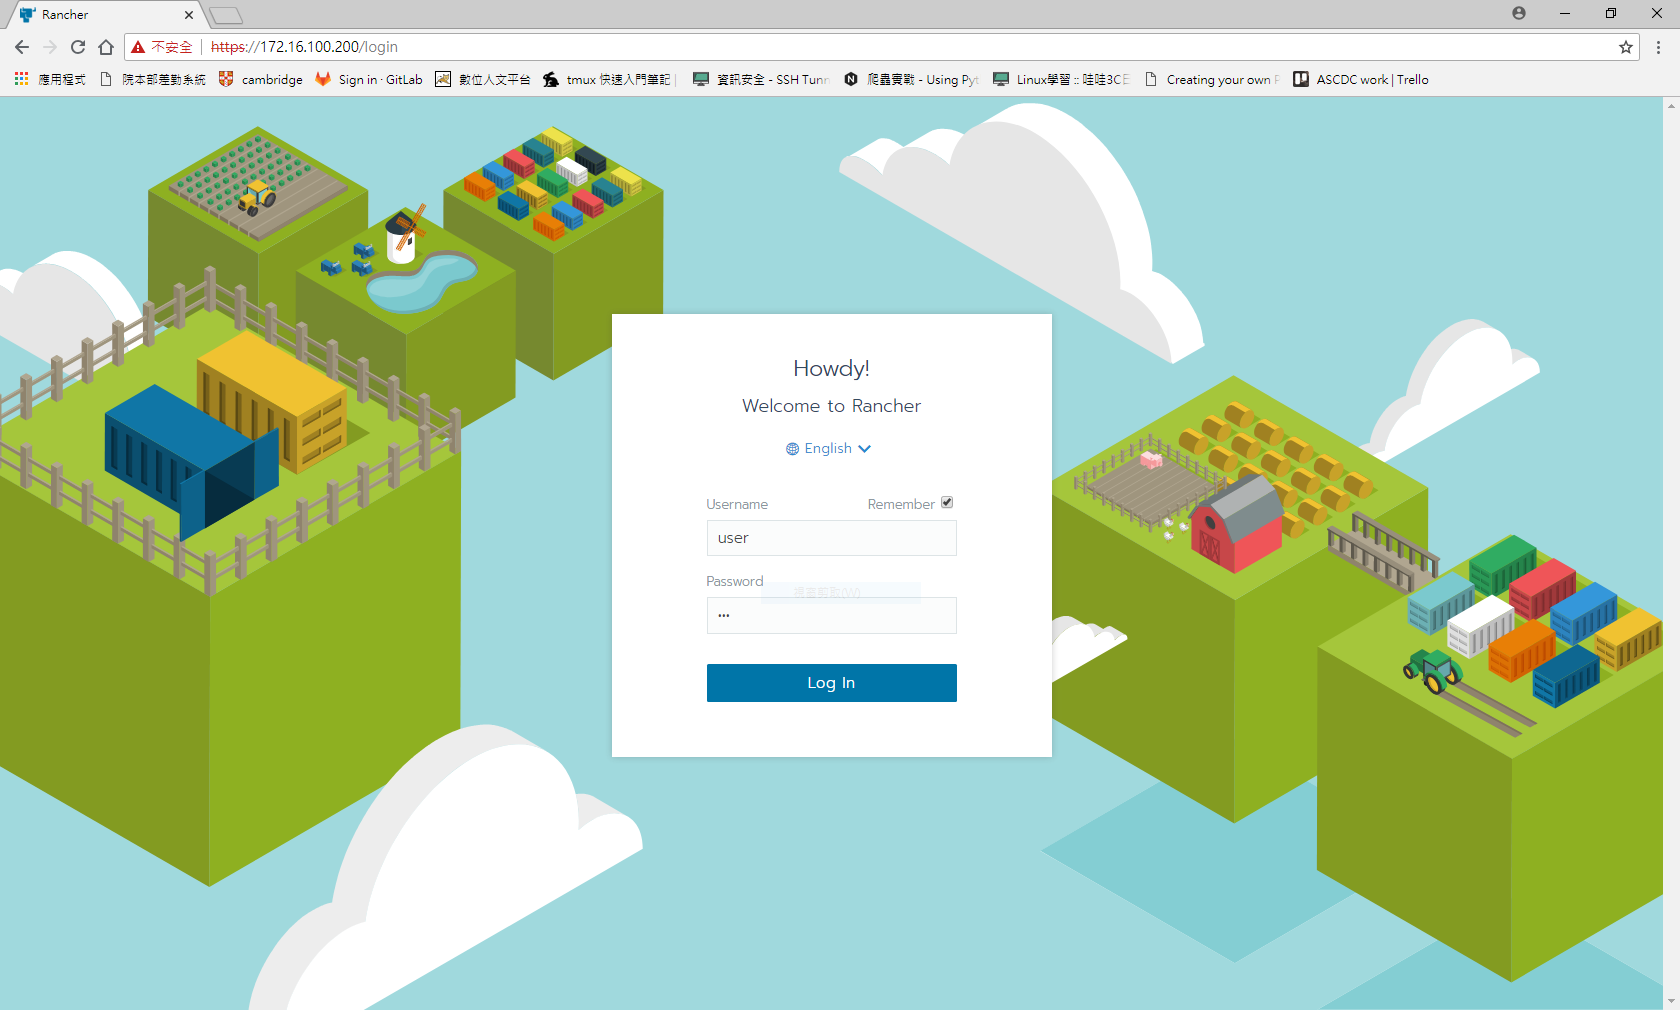 Rancher
不安全 https://172.16.100.200/login
應用程式 院本部差勤系統 cambridge Sign in · GitLab 數位人文平台 tmux 快速入門筆記 | 資訊安全 - SSH Tunn 爬蟲實戰 - Using Pyt Linux學習 :: 哇哇3CE Creating your own P ASCDC work | Trello
Howdy!
Welcome to Rancher
English
Username Remember
user
Password
視窗剪取(W)
•••
Log In